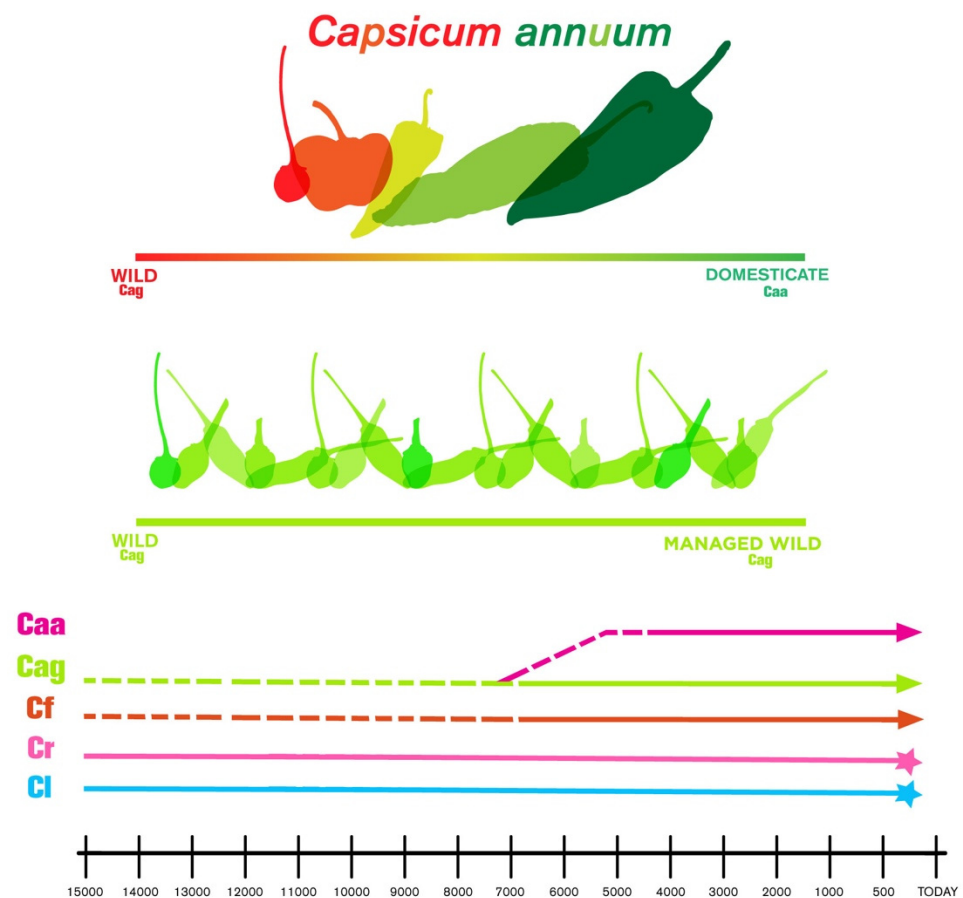 Capsicum annuum
WILD
Cag
DOMESTICATE
Caa
WILD
Cag
MANAGED WILD
Cag
Caa
Cag
Cf
Cr
Cl
15000 14000 13000 12000 11000 10000 9000 8000 7000 6000 5000 4000 3000 2000 1000 500 TODAY